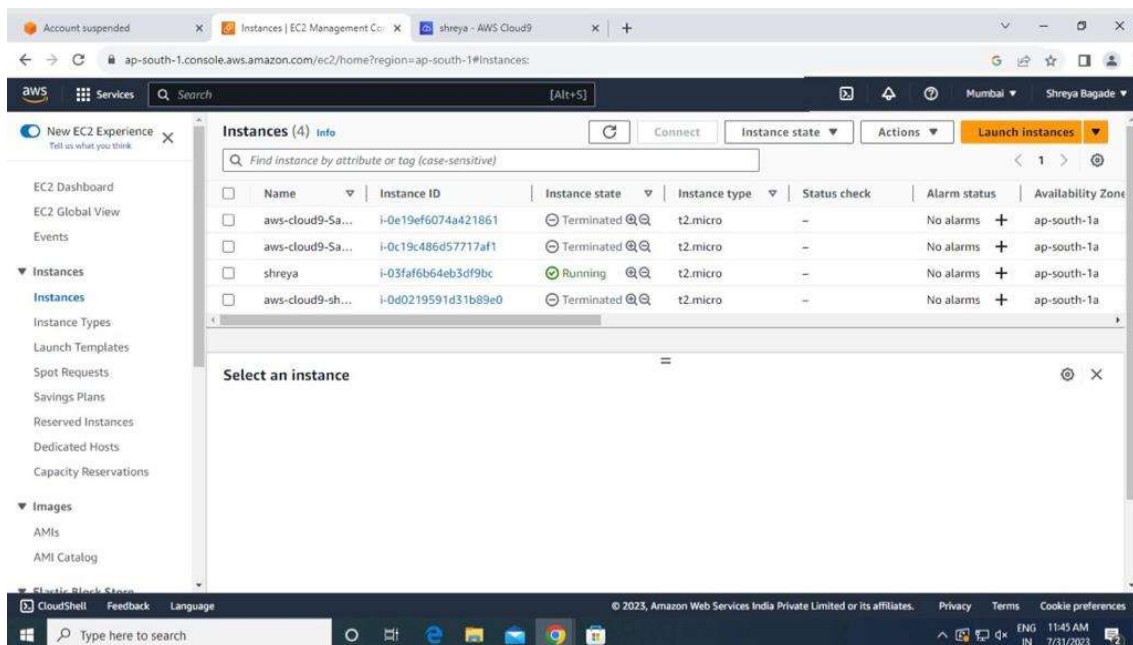 Account suspended
Instances | EC2 Management Co
shreya - AWS Cloud9
ap-south-1.console.aws.amazon.com/ec2/home?region=ap-south-1#Instances:
aws
Services
Search
[Alt+S]
Mumbai
Shreya Bagade
New EC2 Experience
Tell us what you think
EC2 Dashboard
EC2 Global View
Events
Instances
Instances
Instance Types
Launch Templates
Spot Requests
Savings Plans
Reserved Instances
Dedicated Hosts
Capacity Reservations
Images
AMIs
AMI Catalog
Elastic Block Store
Instances (4) Info
Connect
Instance state
Actions
Launch instances
Find instance by attribute or tag (case-sensitive)
1
Name Instance ID Instance state Instance type Status check Alarm status Availability Zone
aws-cloud9-Sa... i-0e19ef6074a421861 Terminated t2.micro – No alarms + ap-south-1a
aws-cloud9-Sa... i-0c19c486d57717af1 Terminated t2.micro – No alarms + ap-south-1a
shreya i-03faf6b64eb3df9bc Running t2.micro – No alarms + ap-south-1a
aws-cloud9-sh... i-0d0219591d31b89e0 Terminated t2.micro – No alarms + ap-south-1a
Select an instance
CloudShell Feedback Language © 2023, Amazon Web Services India Private Limited or its affiliates. Privacy Terms Cookie preferences
Type here to search
ENG 11:45 AM
IN 7/31/2023